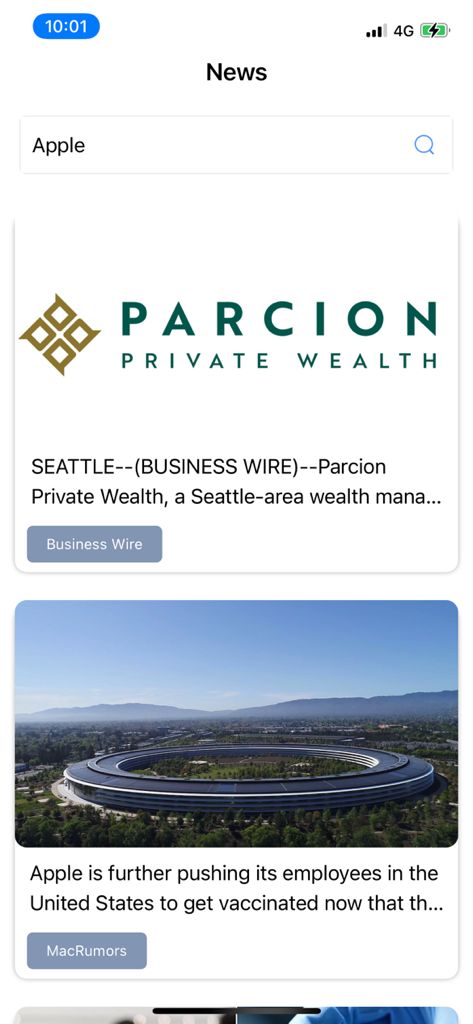 10:01
4G
News
Apple
PARCION
PRIVATE WEALTH
SEATTLE--(BUSINESS WIRE)--Parcion
Private Wealth, a Seattle-area wealth mana...
Business Wire
Apple is further pushing its employees in the
United States to get vaccinated now that th...
MacRumors